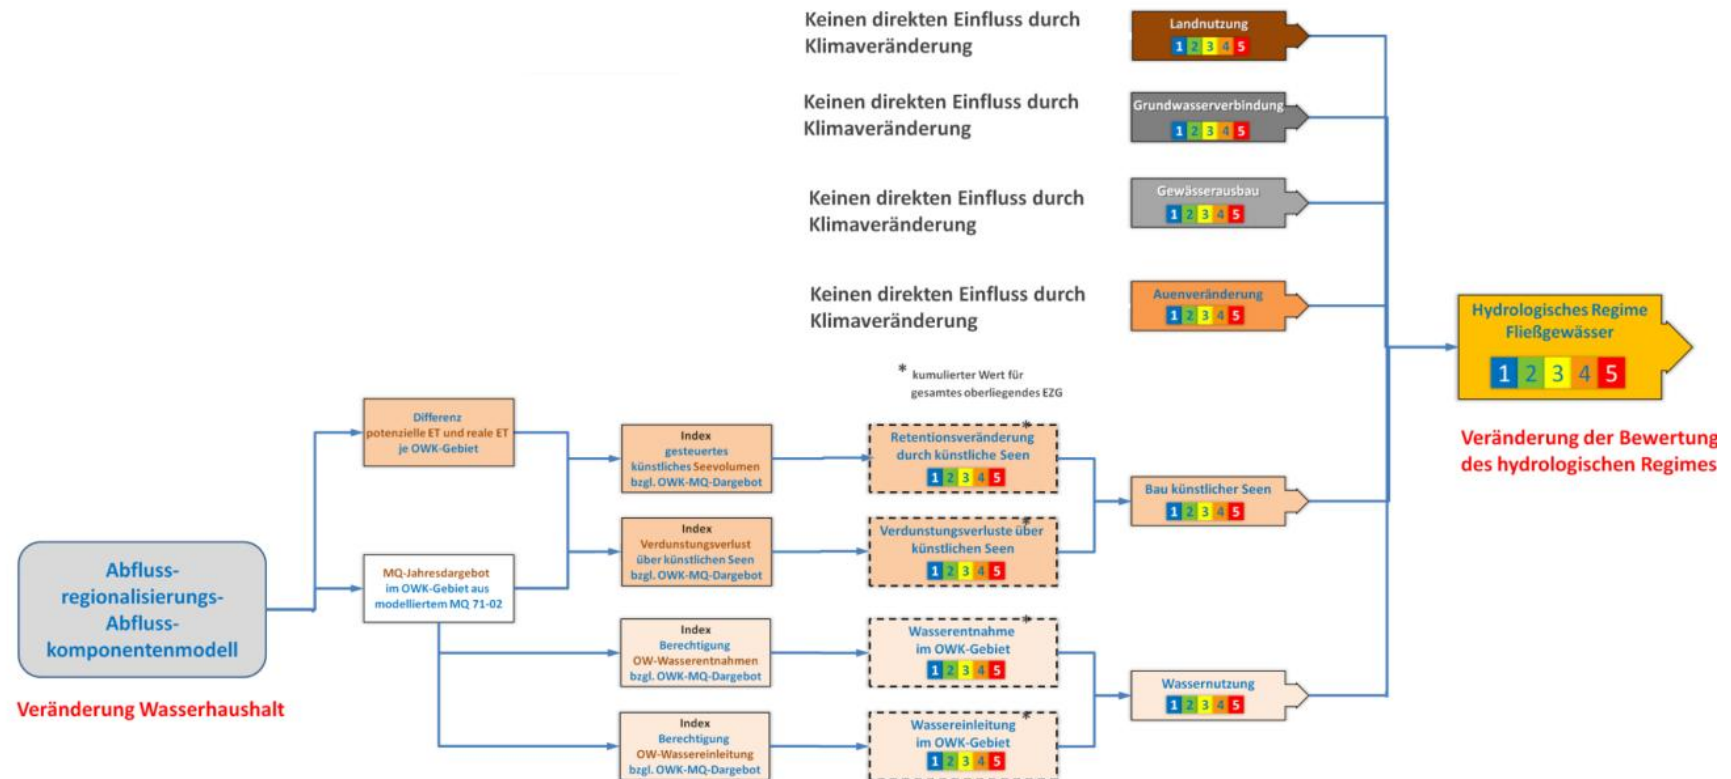 Keinen direkten Einfluss durch
Klimaveränderung
Landnutzung
1 2 3 4 5
Keinen direkten Einfluss durch
Klimaveränderung
Grundwasserverbindung
1 2 3 4 5
Keinen direkten Einfluss durch
Klimaveränderung
Gewässerausbau
1 2 3 4 5
Keinen direkten Einfluss durch
Klimaveränderung
Auenveränderung
1 2 3 4 5
Hydrologisches Regime
Fließgewässer
1 2 3 4 5
Veränderung der Bewertung
des hydrologischen Regimes
* kumulierter Wert für
gesamtes oberliegendes EZG
Differenz
potenzielle ET und reale ET
je OWK-Gebiet
Index
gesteuertes
künstliches Seevolumen
bzgl. OWK-MQ-Dargebot
*
Retentionsveränderung
durch künstliche Seen
1 2 3 4 5
Bau künstlicher Seen
1 2 3 4 5
Index
Verdunstungsverlust
über künstlichen Seen
bzgl. OWK-MQ-Dargebot
*
Verdunstungsverluste über
künstlichen Seen
1 2 3 4 5
Abfluss-
regionalisierungs-
Abfluss-
komponentenmodell
MQ-Jahresdargebot
im OWK-Gebiet aus
modelliertem MQ 71-02
Veränderung Wasserhaushalt
Index
Berechtigung
OW-Wasserentnahmen
bzgl. OWK-MQ-Dargebot
*
Wasserentnahme
im OWK-Gebiet
1 2 3 4 5
Wassernutzung
1 2 3 4 5
Index
Berechtigung
OW-Wassereinleitung
bzgl. OWK-MQ-Dargebot
*
Wassereinleitung
im OWK-Gebiet
1 2 3 4 5